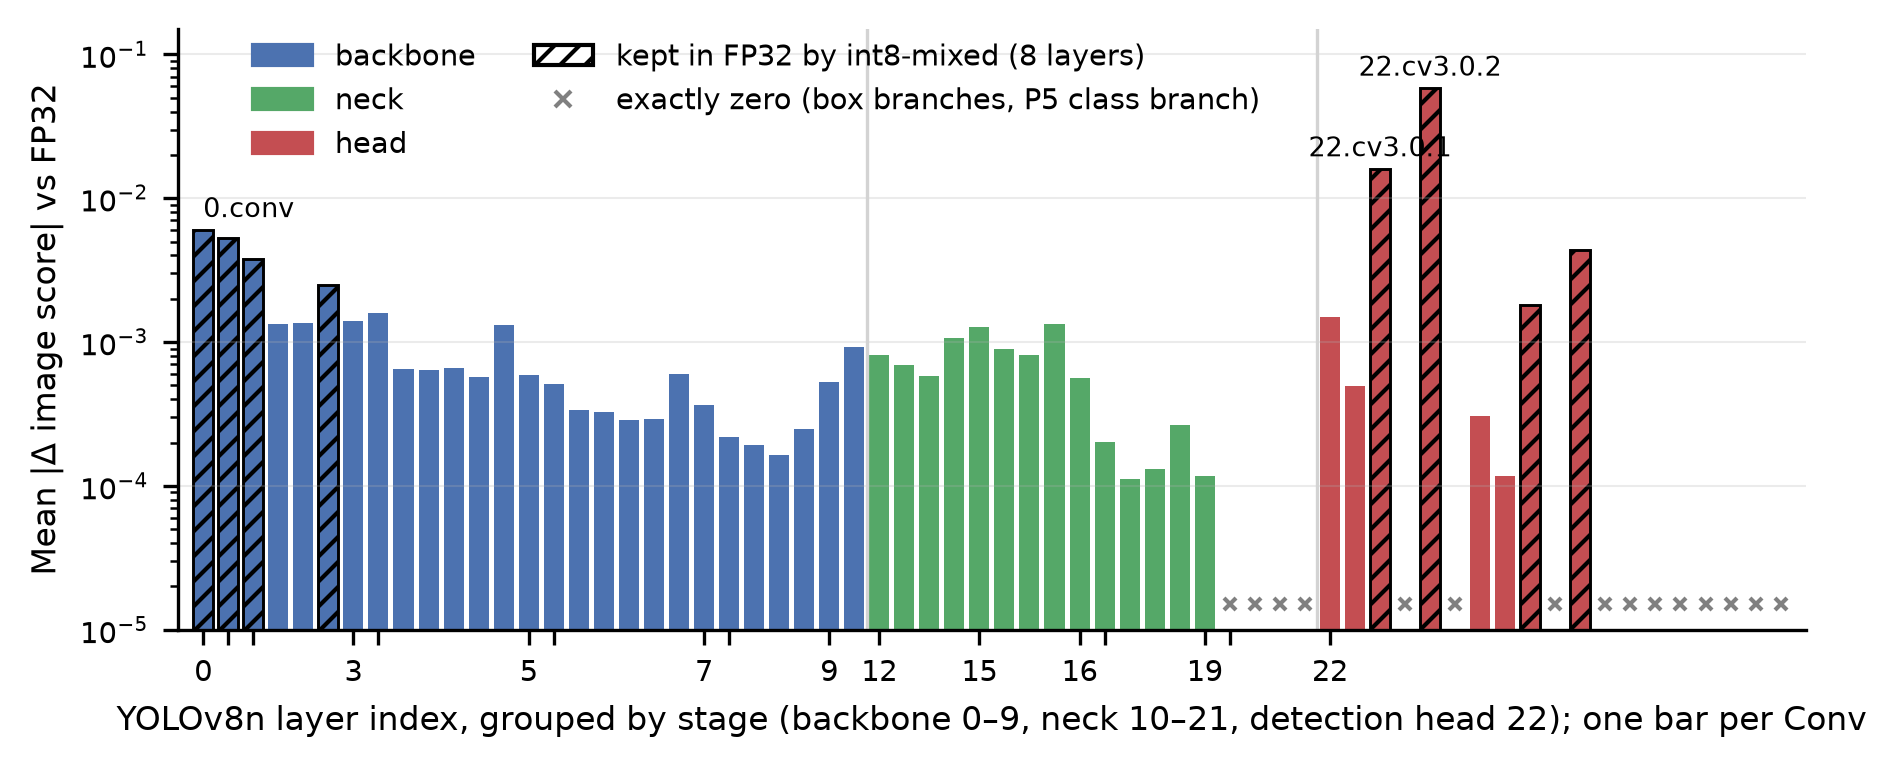 Mean |Δ image score| vs FP32
10⁻¹
10⁻²
10⁻³
10⁻⁴
10⁻⁵
backbone
neck
head
kept in FP32 by int8-mixed (8 layers)
exactly zero (box branches, P5 class branch)
0.conv
22.cv3.0.2
22.cv3.0.1
0 3 5 7 9 12 15 16 19 22
YOLOv8n layer index, grouped by stage (backbone 0–9, neck 10–21, detection head 22); one bar per Conv